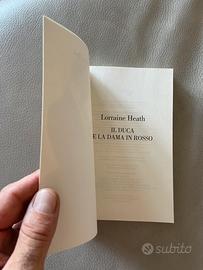 Lorraine Heath
IL DUCA
E LA DAMA IN ROSSO
subito